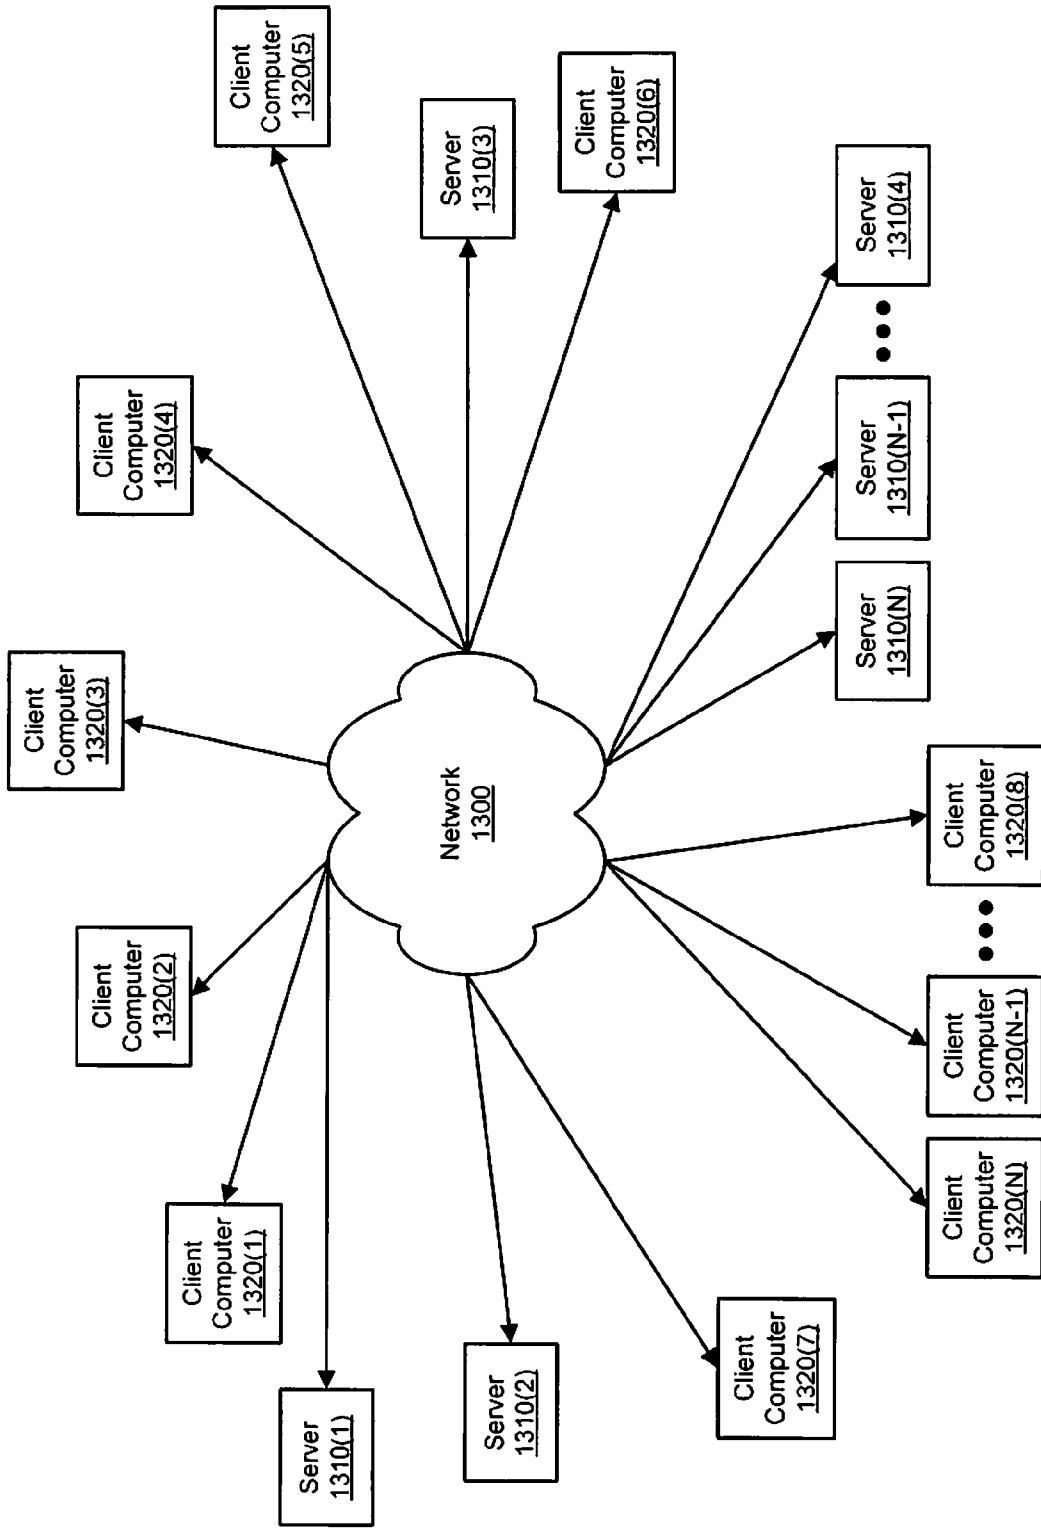 Client
Computer
1320(3)
Client
Computer
1320(2)
Client
Computer
1320(4)
Client
Computer
1320(1)
Client
Computer
1320(5)
Server
1310(1)
Server
1310(3)
Network
1300
Server
1310(2)
Client
Computer
1320(6)
Client
Computer
1320(7)
Server
1310(N)
Server
1310(N-1)
Server
1310(4)
Client
Computer
1320(N)
Client
Computer
1320(N-1)
Client
Computer
1320(8)